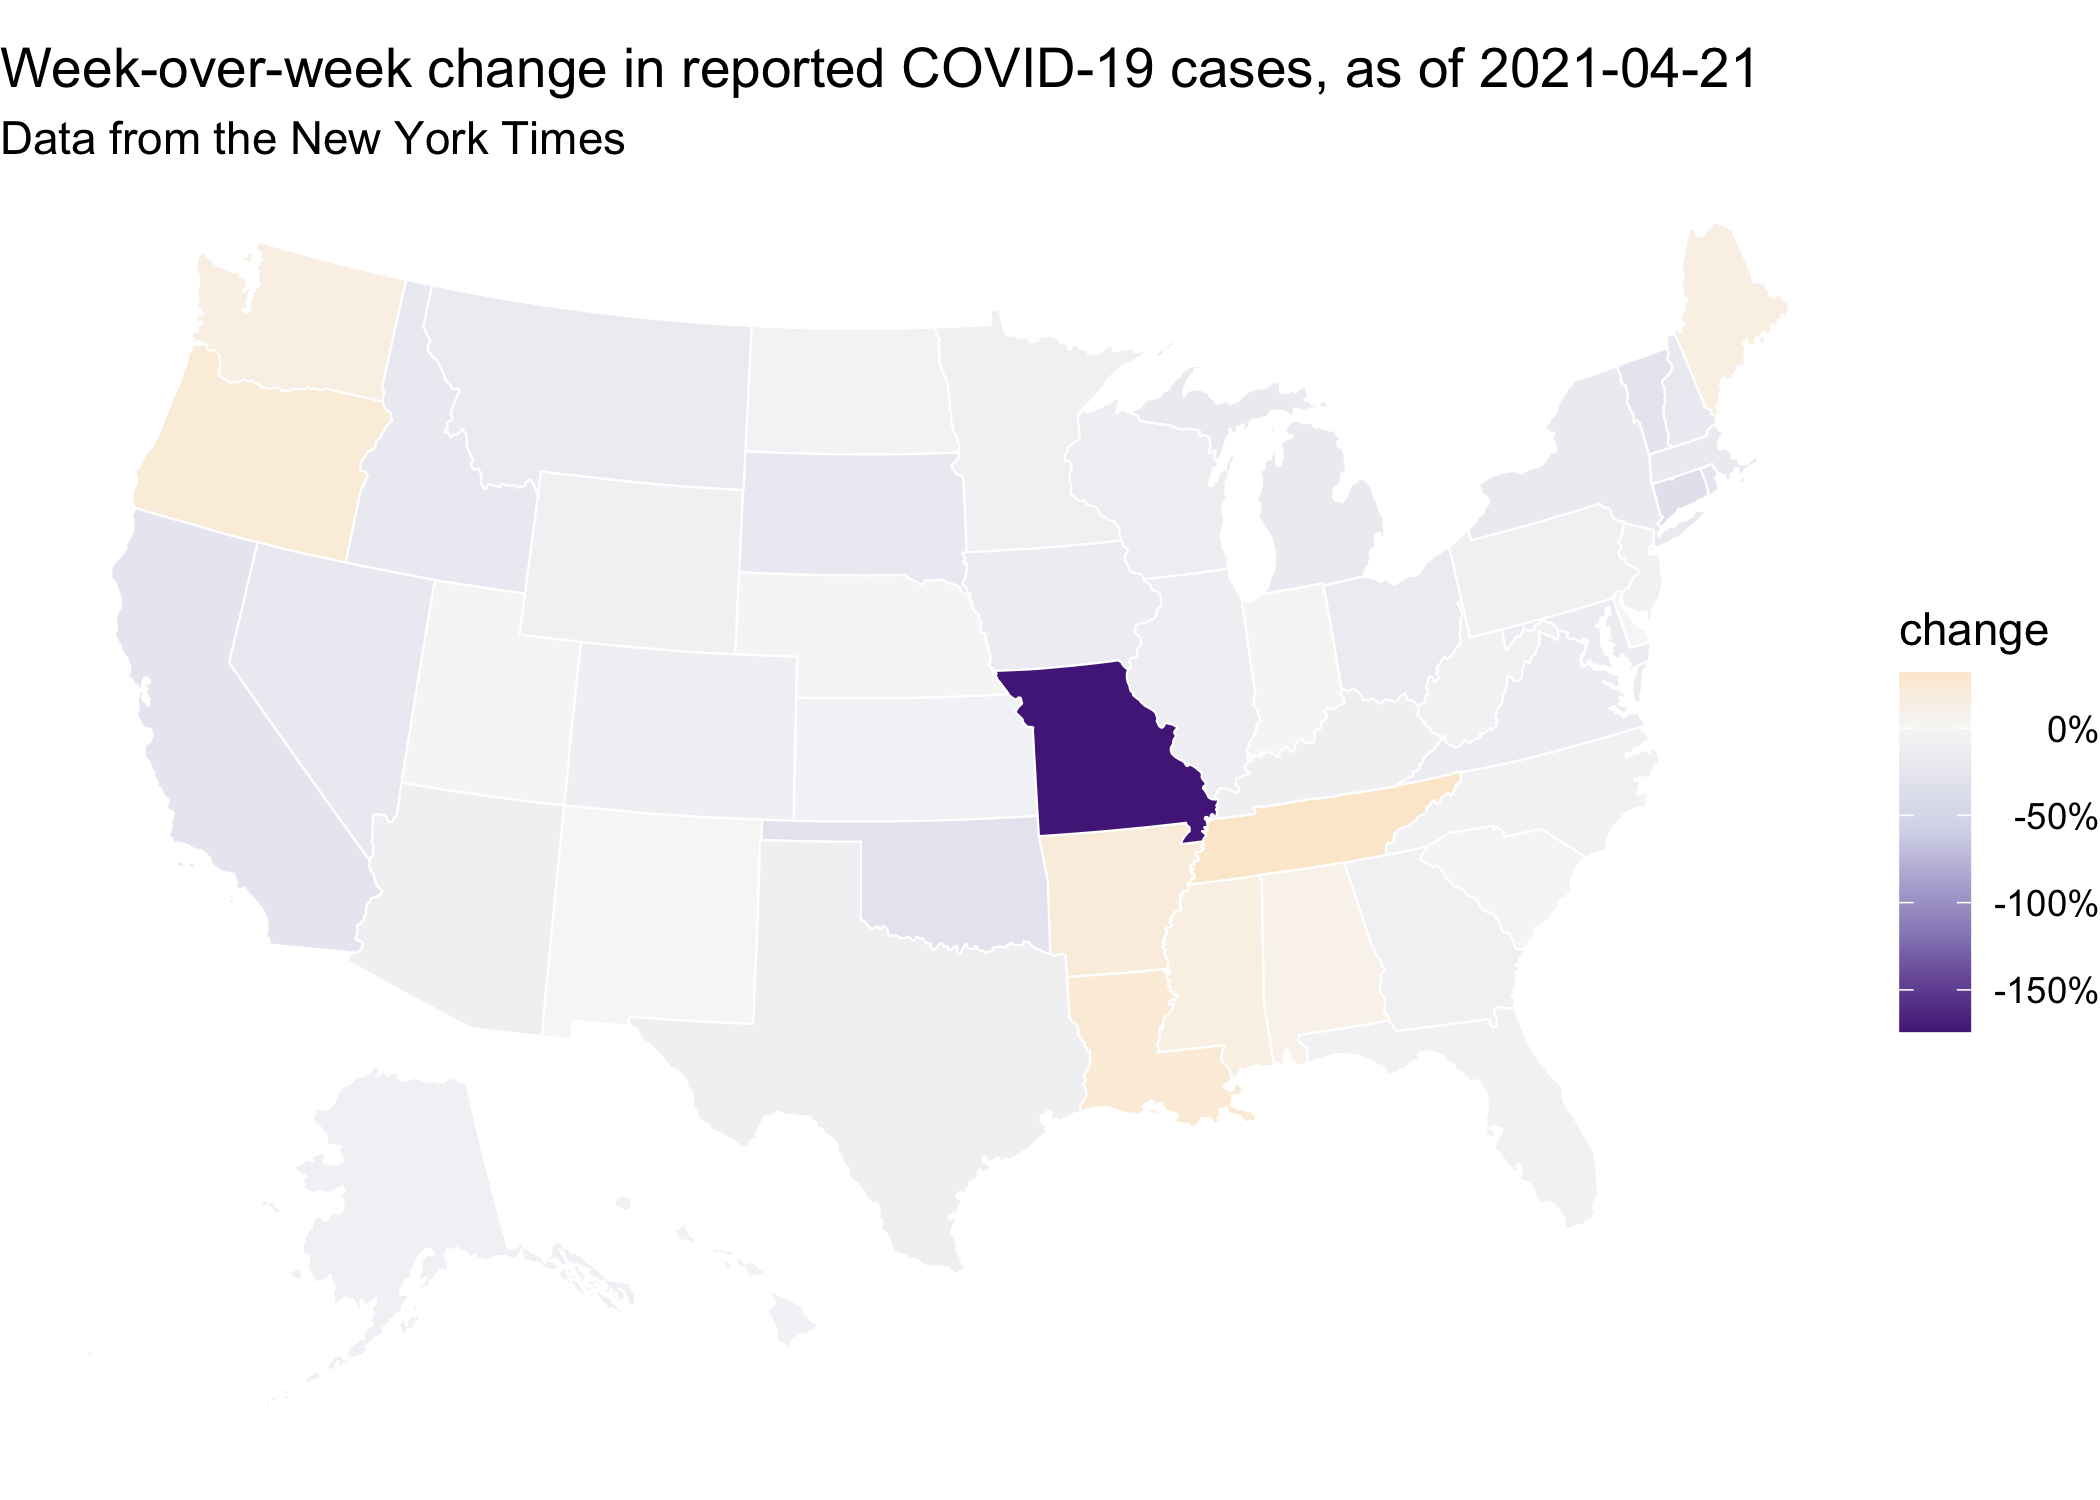 Week-over-week change in reported COVID-19 cases, as of 2021-04-21
Data from the New York Times
change
0%
-50%
-100%
-150%